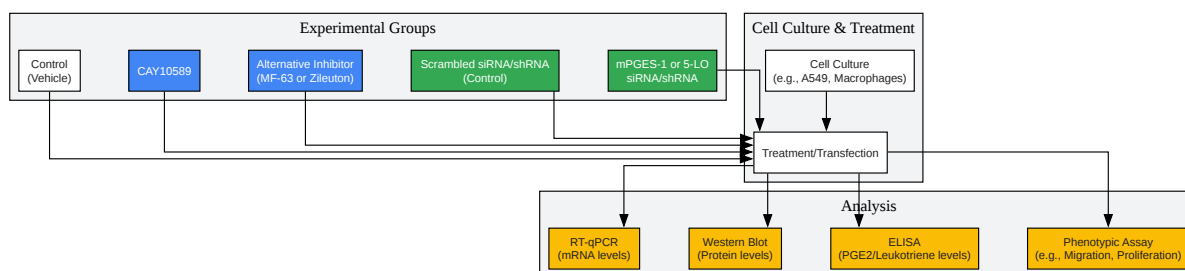 Experimental Groups
Cell Culture & Treatment
Control
(Vehicle)
CAY10589
Alternative Inhibitor
(MF-63 or Zileuton)
Scrambled siRNA/shRNA
(Control)
mPGES-1 or 5-LO
siRNA/shRNA
Cell Culture
(e.g., A549, Macrophages)
Treatment/Transfection
Analysis
RT-qPCR
(mRNA levels)
Western Blot
(Protein levels)
ELISA
(PGE2/Leukotriene levels)
Phenotypic Assay
(e.g., Migration, Proliferation)